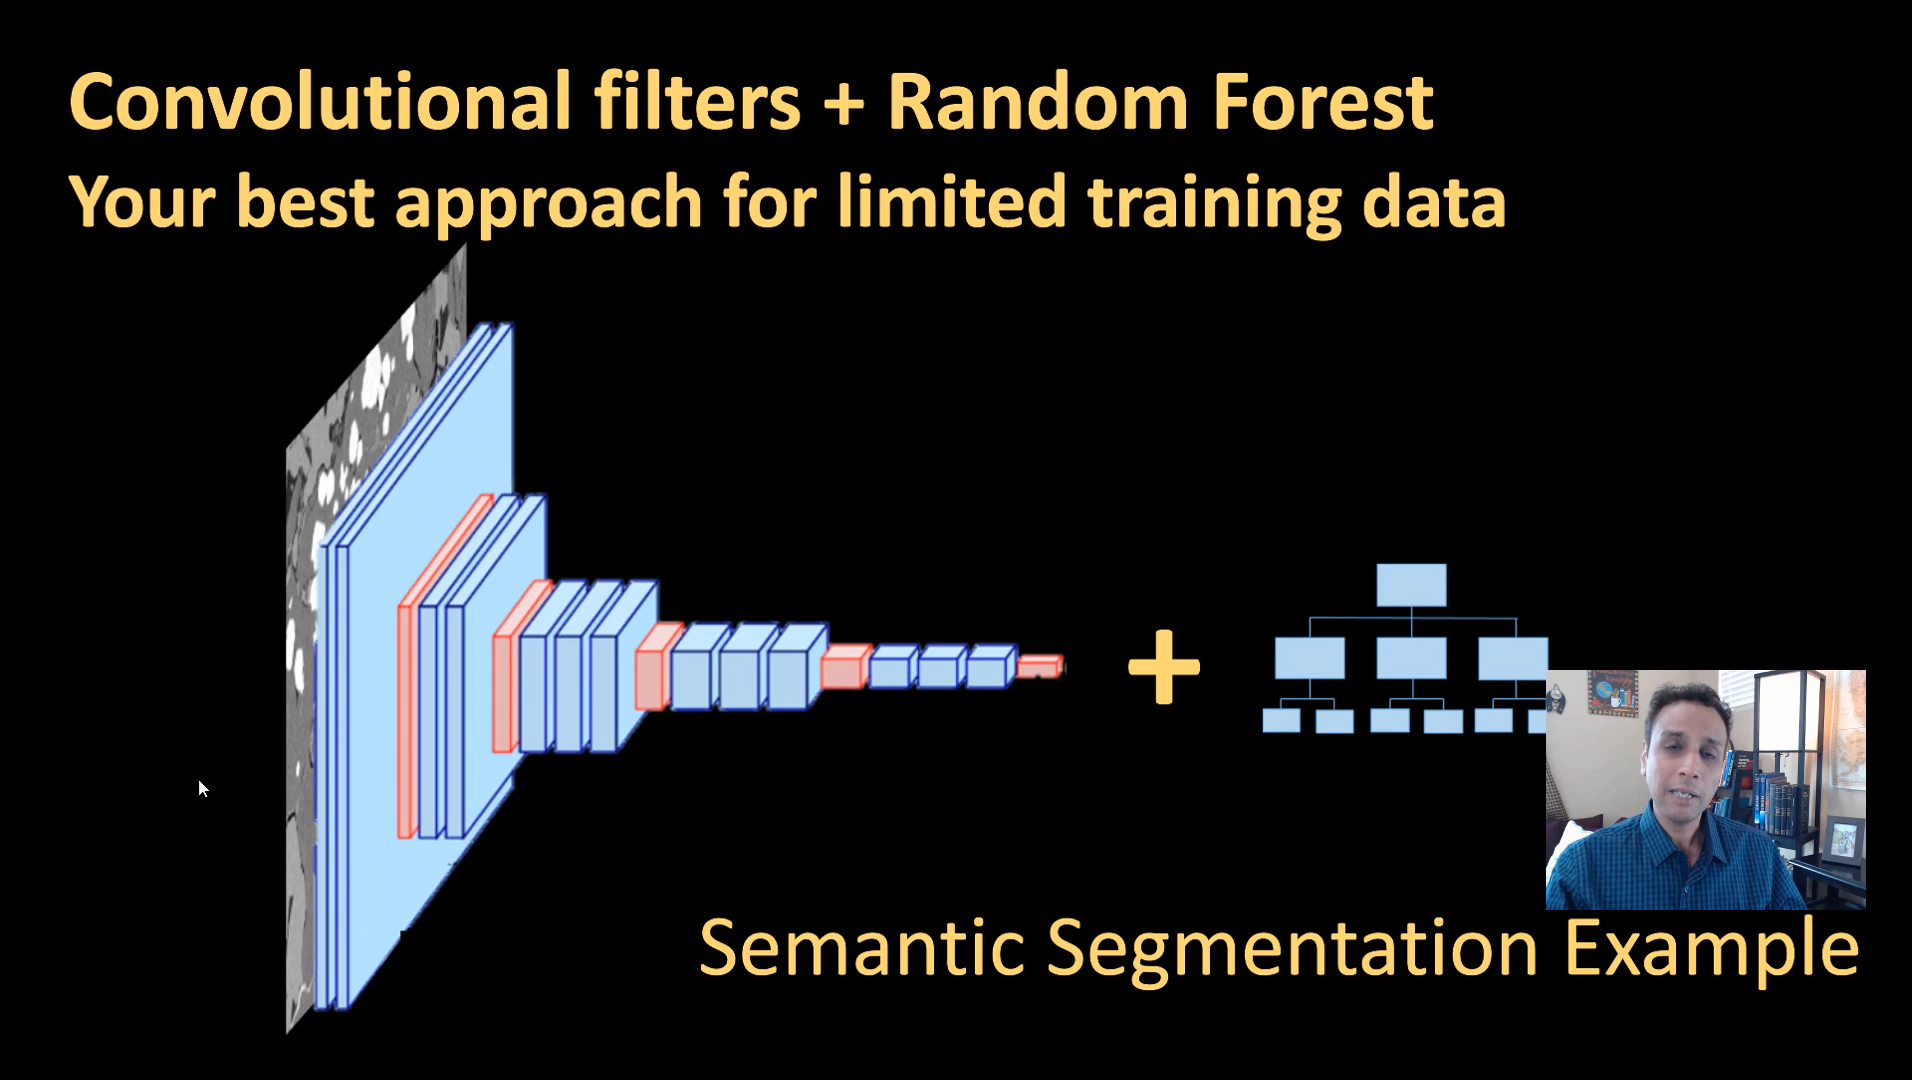 Convolutional filters + Random Forest
Your best approach for limited training data
+
Semantic Segmentation Example